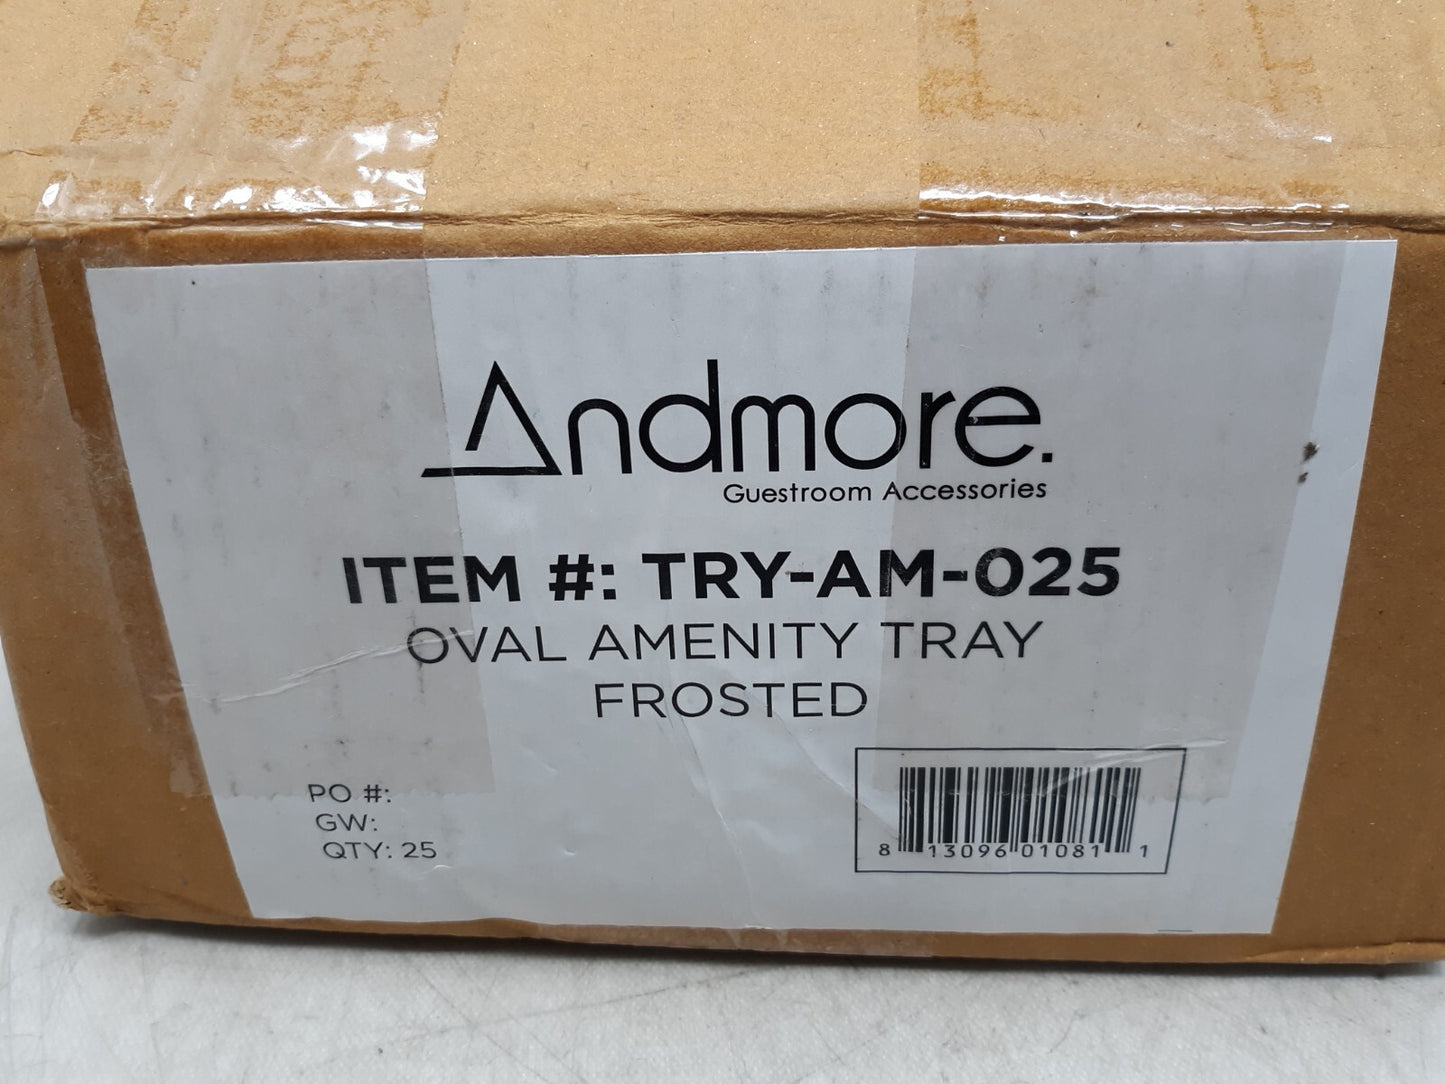 Andmore.
Guestroom Accessories
ITEM #: TRY-AM-025
OVAL AMENITY TRAY
FROSTED
PO #:
GW:
QTY: 25
8 13096 01081 1